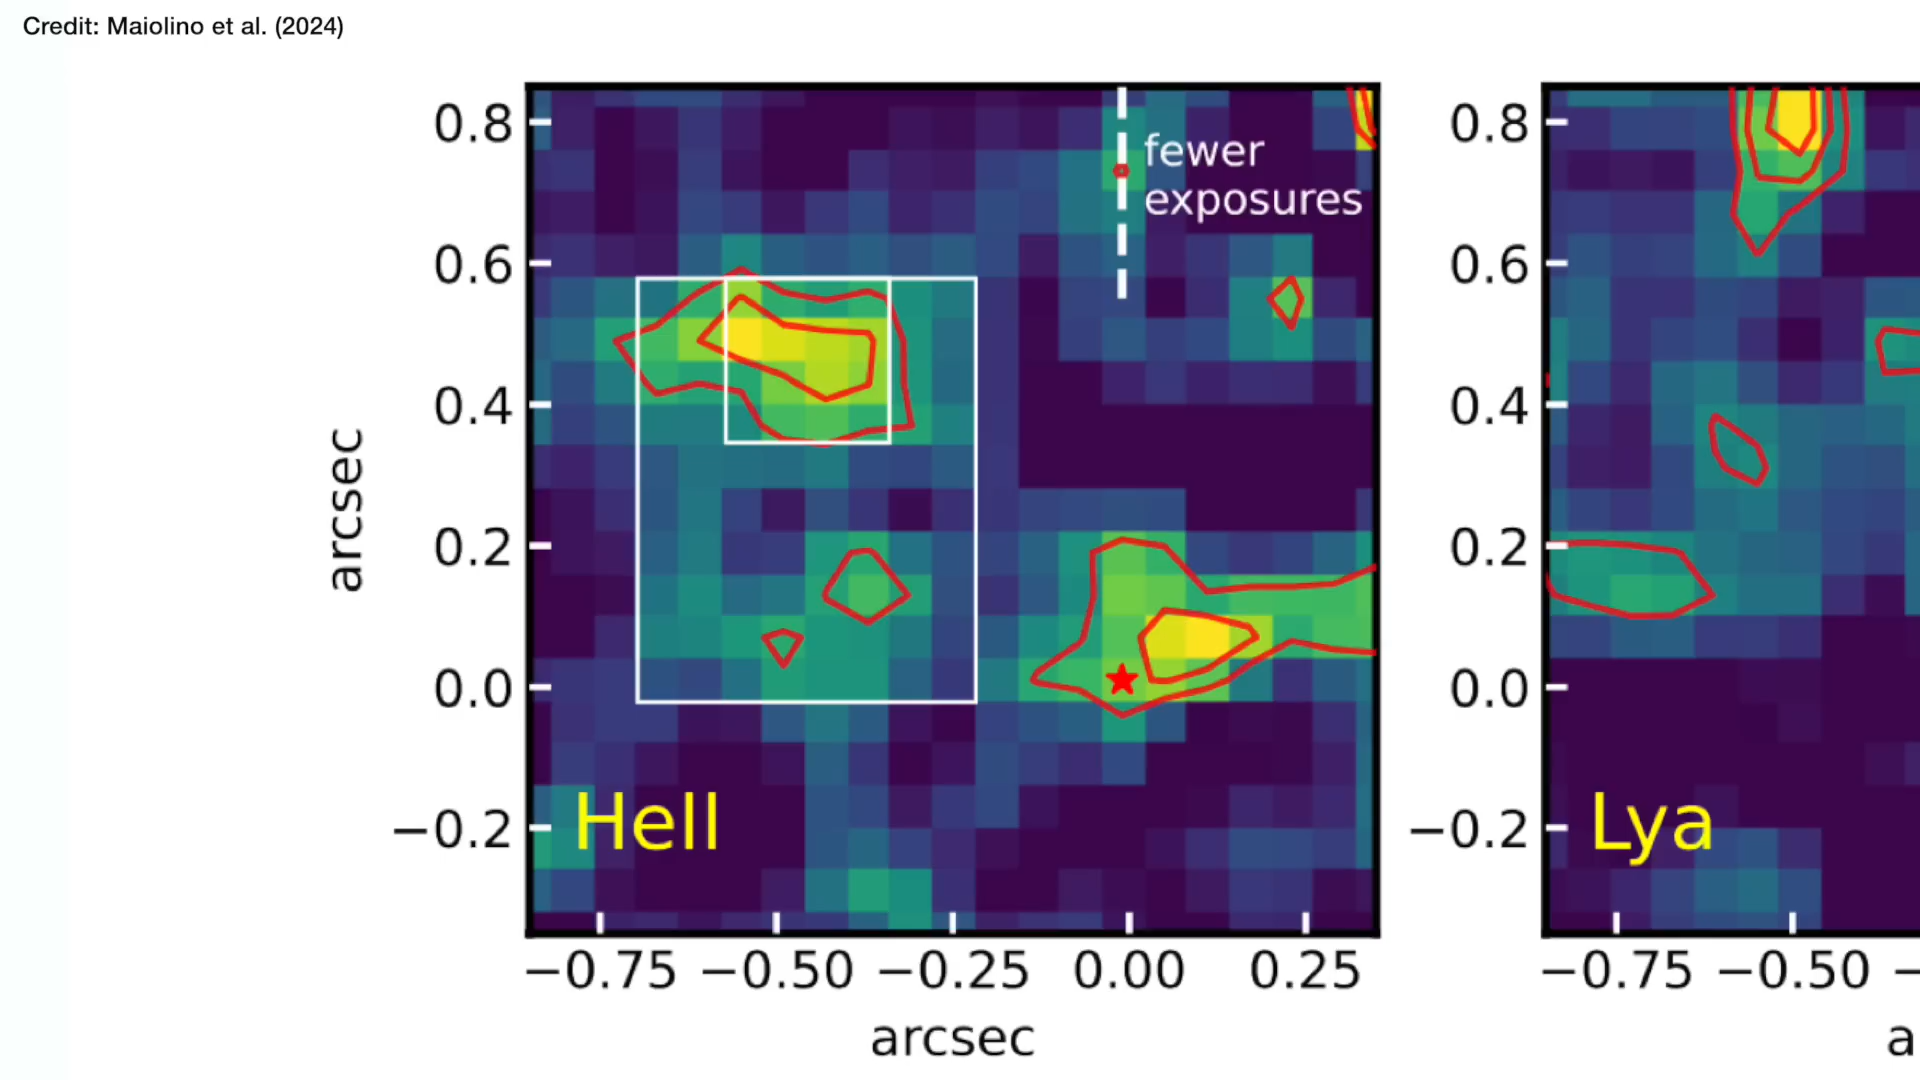 Credit: Maiolino et al. (2024)
0.8
0.6
0.4
0.2
0.0
−0.2
arcsec
fewer
exposures
HeII
−0.75 −0.50 −0.25 0.00 0.25
arcsec
0.8
0.6
0.4
0.2
0.0
−0.2
Lya
−0.75 −0.50 −
a